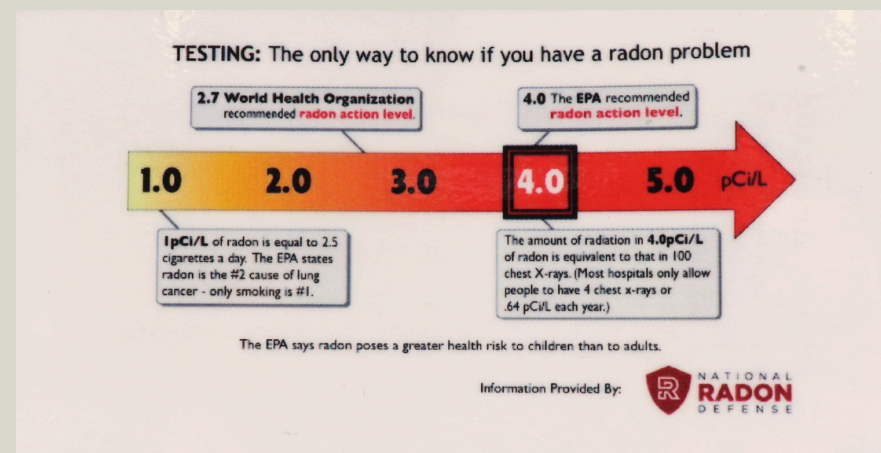 TESTING: The only way to know if you have a radon problem
2.7 World Health Organization
recommended radon action level.
4.0 The EPA recommended
radon action level.
1.0 2.0 3.0 4.0 5.0 pCi/L
1pCi/L of radon is equal to 2.5
cigarettes a day. The EPA states
radon is the #2 cause of lung
cancer - only smoking is #1.
The amount of radiation in 4.0pCi/L
of radon is equivalent to that in 100
chest X-rays. (Most hospitals only allow
people to have 4 chest x-rays or
.64 pCi/L each year.)
The EPA says radon poses a greater health risk to children than to adults.
Information Provided By:
R
NATIONAL
RADON
DEFENSE